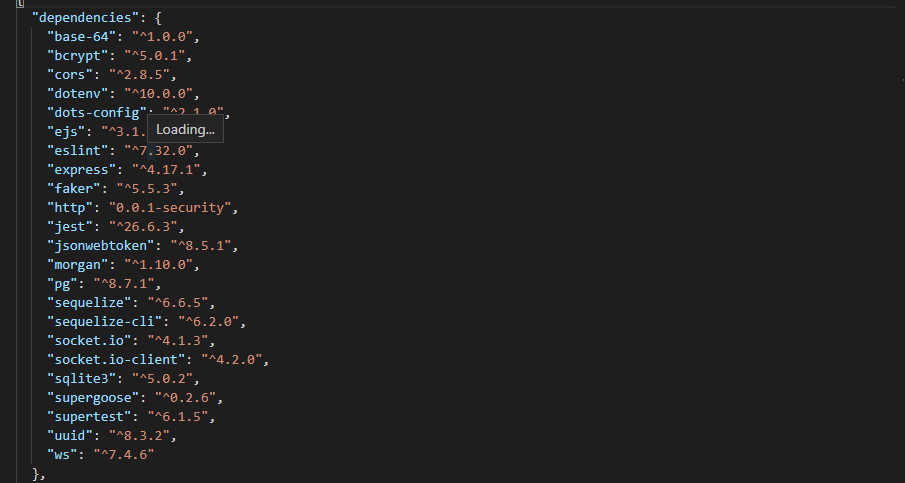 {
"dependencies": {
"base-64": "^1.0.0",
"bcrypt": "^5.0.1",
"cors": "^2.8.5",
"dotenv": "^10.0.0",
"dots-config": "^2.1.0",
"ejs": "^3.1.
Loading...
"eslint": "^7.32.0",
"express": "^4.17.1",
"faker": "^5.5.3",
"http": "0.0.1-security",
"jest": "^26.6.3",
"jsonwebtoken": "^8.5.1",
"morgan": "^1.10.0",
"pg": "^8.7.1",
"sequelize": "^6.6.5",
"sequelize-cli": "^6.2.0",
"socket.io": "^4.1.3",
"socket.io-client": "^4.2.0",
"sqlite3": "^5.0.2",
"supergoose": "^0.2.6",
"supertest": "^6.1.5",
"uuid": "^8.3.2",
"ws": "^7.4.6"
},